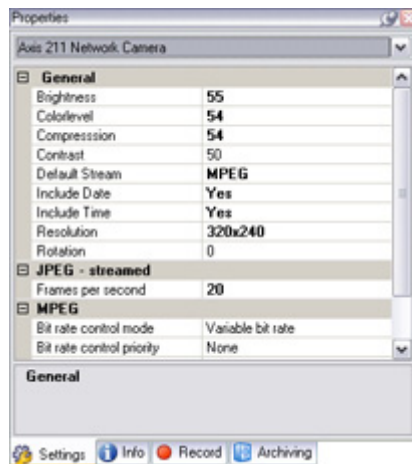 Properties
Axis 211 Network Camera
General
Brightness 55
Colorlevel 54
Compresssion 54
Contrast 50
Default Stream MPEG
Include Date Yes
Include Time Yes
Resolution 320x240
Rotation 0
JPEG - streamed
Frames per second 20
MPEG
Bit rate control mode Variable bit rate
Bit rate control priority None
General
Settings Info Record Archiving